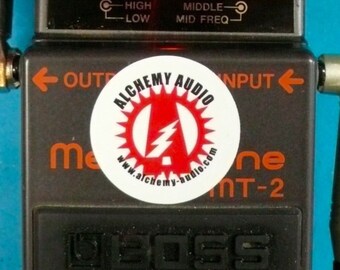 HIGH MIDDLE
LOW MID FREQ
OUTP INPUT
ALCHEMY AUDIO
A
www.alchemy-audio.com
Me ne
MT-2
BOSS